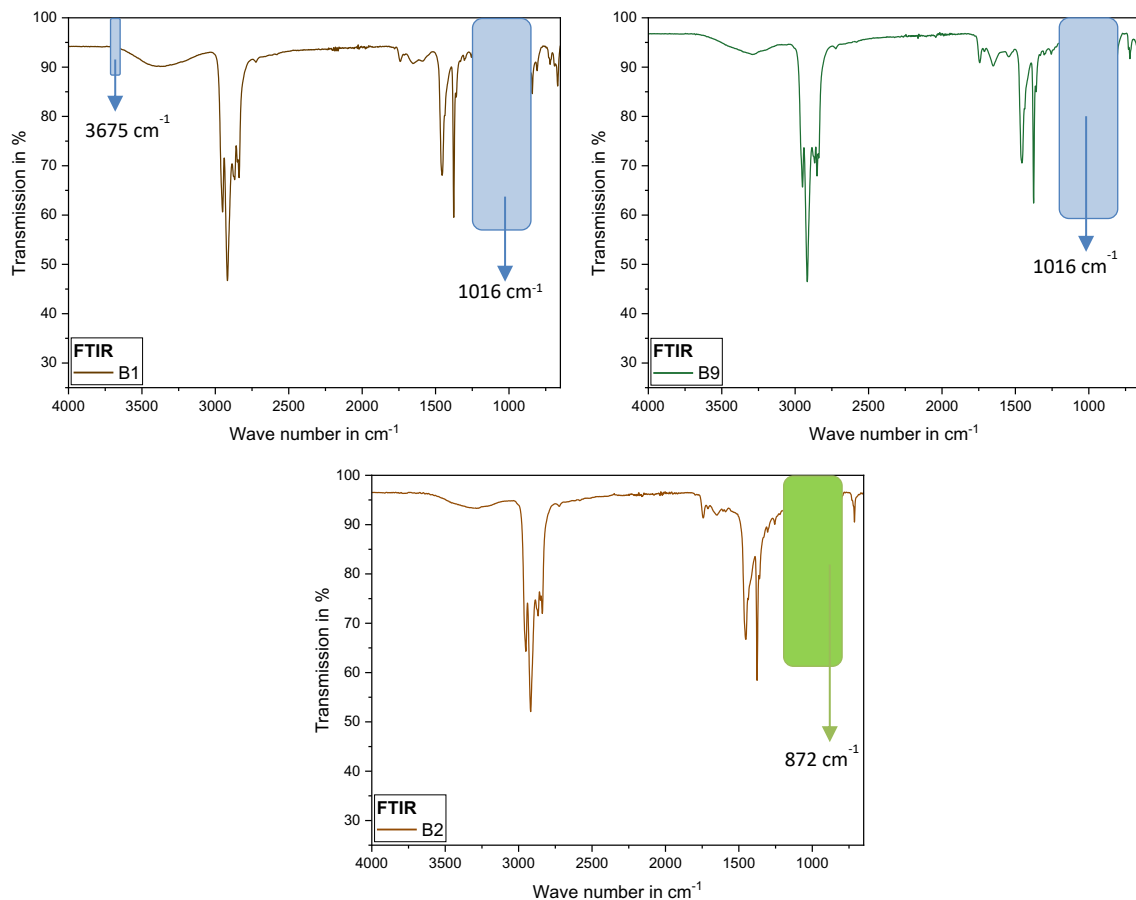 100
90
80
70
60
50
40
30
Transmission in %
3675 cm⁻¹
1016 cm⁻¹
FTIR
B1
4000 3500 3000 2500 2000 1500 1000
Wave number in cm⁻¹
100
90
80
70
60
50
40
30
Transmission in %
1016 cm⁻¹
FTIR
B9
4000 3500 3000 2500 2000 1500 1000
Wave number in cm⁻¹
100
90
80
70
60
50
40
30
Transmission in %
872 cm⁻¹
FTIR
B2
4000 3500 3000 2500 2000 1500 1000
Wave number in cm⁻¹